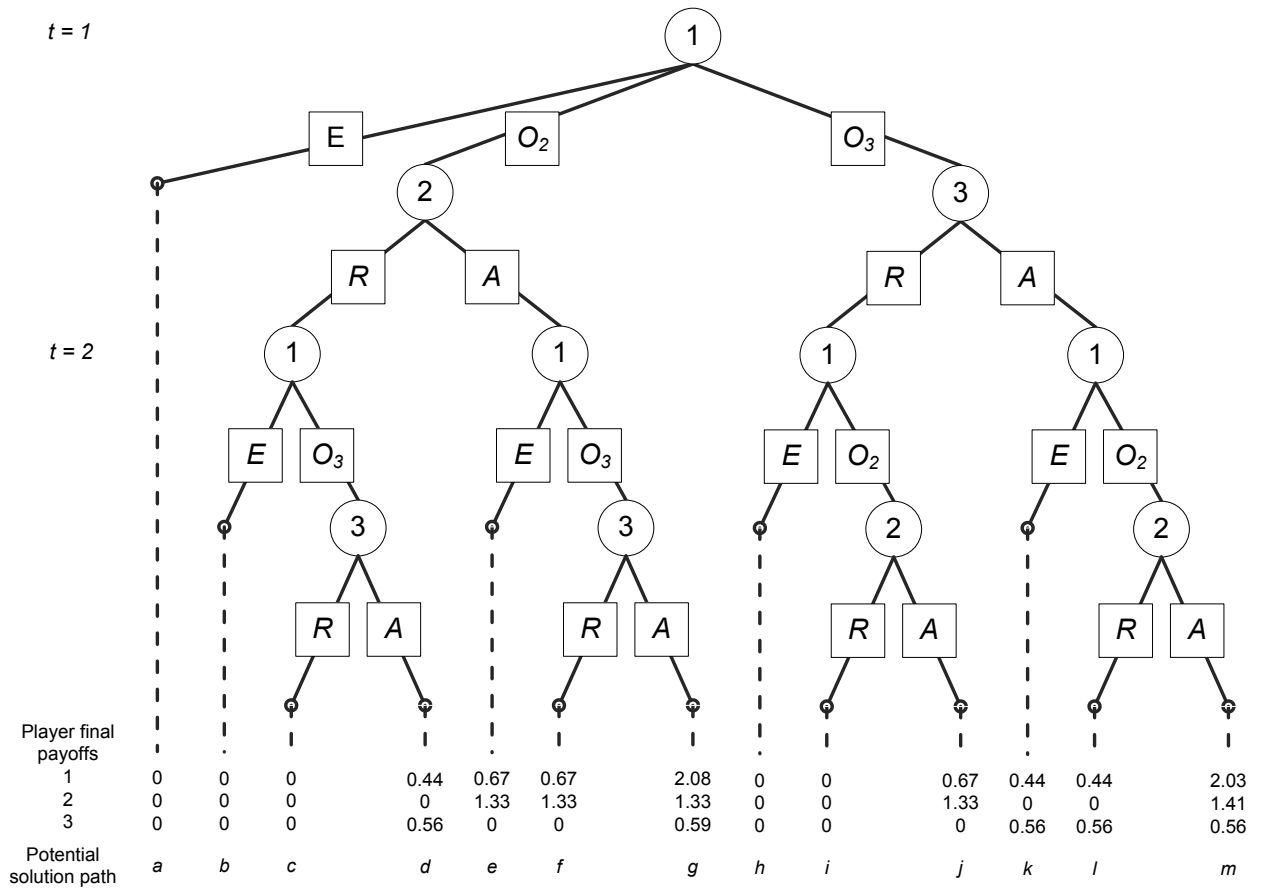 t = 1
1
E
O2
O3
2
3
R
A
R
A
t = 2
1
1
1
1
E
O3
E
O3
E
O2
E
O2
3
3
2
2
R
A
R
A
R
A
R
A
Player final
payoffs
1 0 0 0 0.44 0.67 0.67 2.08 0 0 0.67 0.44 0.44 2.03
2 0 0 0 0 1.33 1.33 1.33 0 0 1.33 0 0 1.41
3 0 0 0 0.56 0 0 0.59 0 0 0 0.56 0.56 0.56
Potential
solution path
a b c d e f g h i j k l m